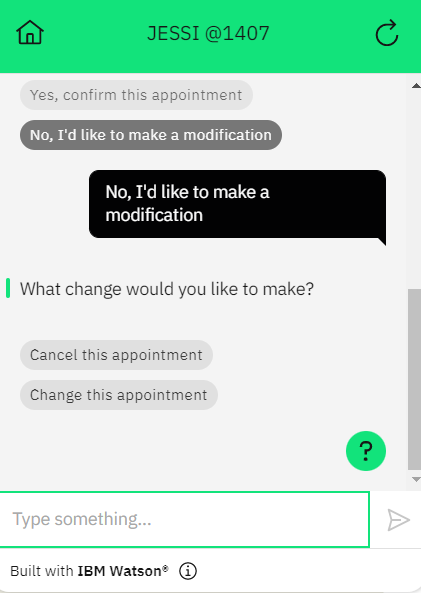 JESSI @1407
Yes, confirm this appointment
No, I'd like to make a modification
No, I'd like to make a
modification
What change would you like to make?
Cancel this appointment
Change this appointment
?
Type something...
Built with IBM Watson®